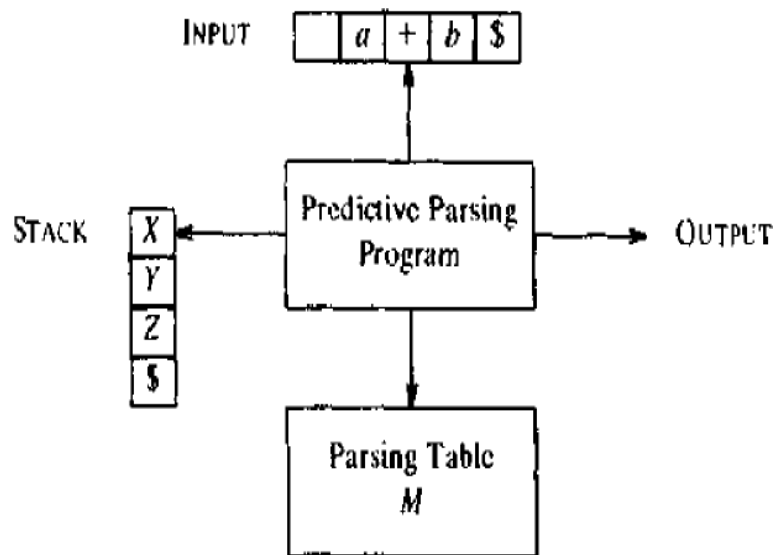 INPUT a + b $
Predictive Parsing
Program
STACK X
Y
Z
$
OUTPUT
Parsing Table
M